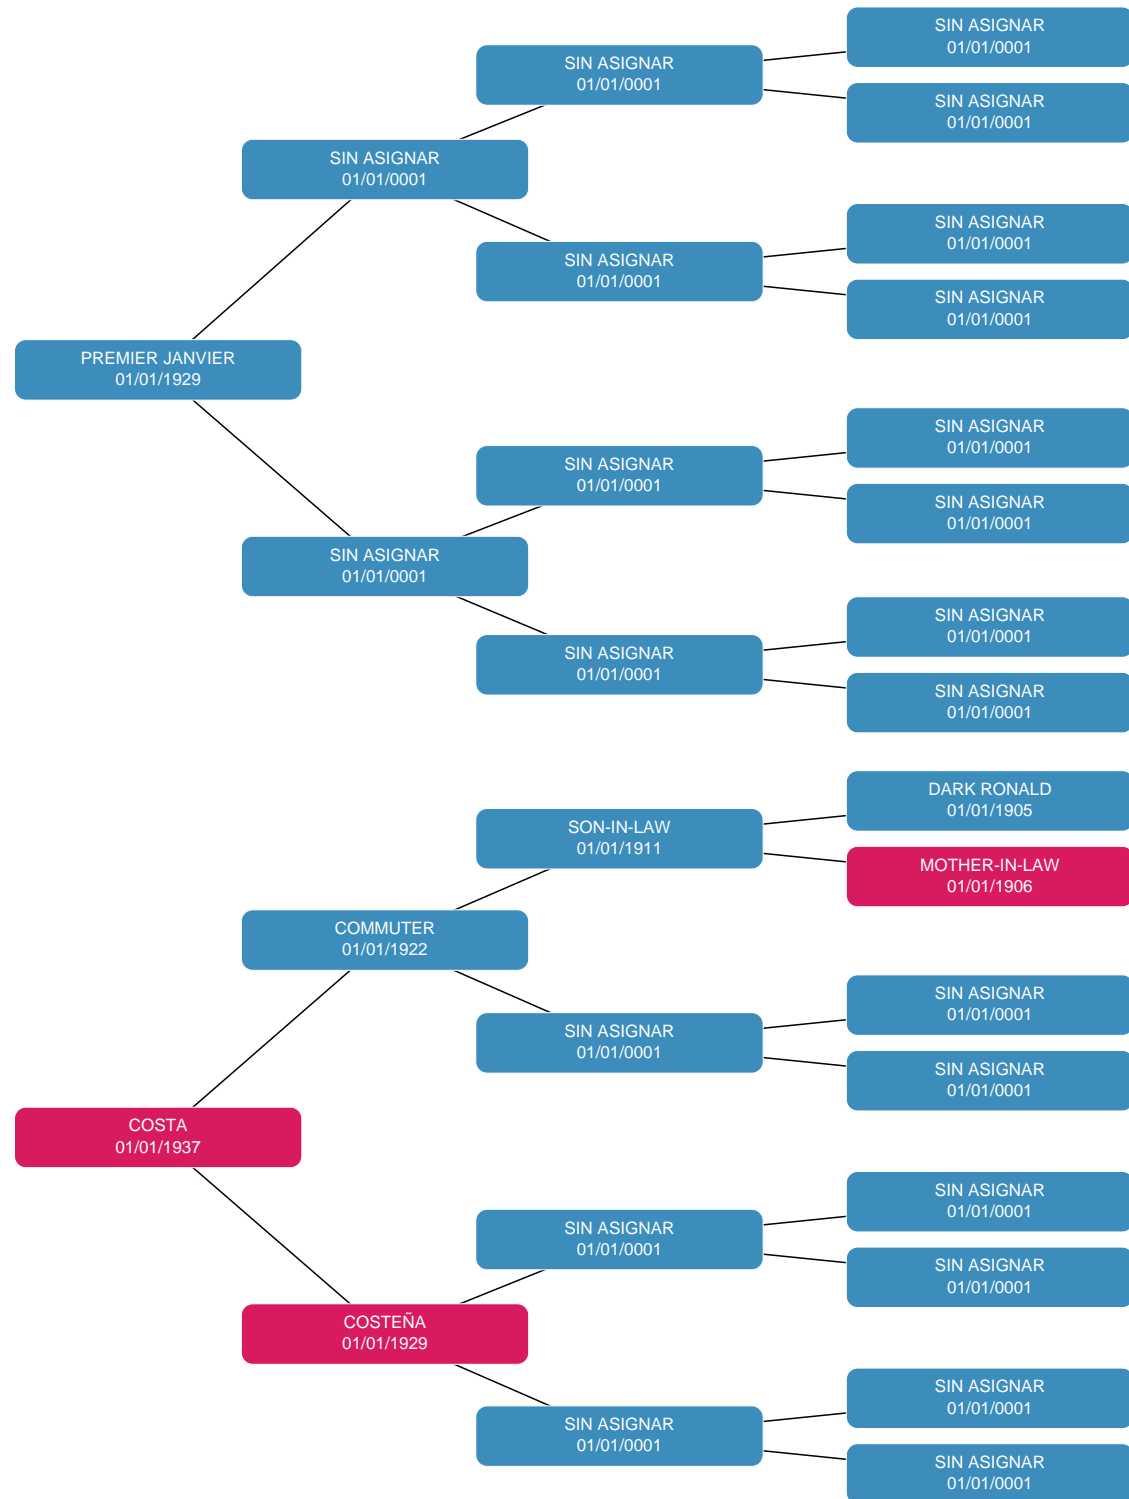 SIN ASIGNAR
01/01/0001
SIN ASIGNAR
01/01/0001
SIN ASIGNAR
01/01/0001
SIN ASIGNAR
01/01/0001
SIN ASIGNAR
01/01/0001
SIN ASIGNAR
01/01/0001
SIN ASIGNAR
01/01/0001
PREMIER JANVIER
01/01/1929
SIN ASIGNAR
01/01/0001
SIN ASIGNAR
01/01/0001
SIN ASIGNAR
01/01/0001
SIN ASIGNAR
01/01/0001
SIN ASIGNAR
01/01/0001
SIN ASIGNAR
01/01/0001
SIN ASIGNAR
01/01/0001
DARK RONALD
01/01/1905
SON-IN-LAW
01/01/1911
MOTHER-IN-LAW
01/01/1906
COMMUTER
01/01/1922
SIN ASIGNAR
01/01/0001
SIN ASIGNAR
01/01/0001
SIN ASIGNAR
01/01/0001
COSTA
01/01/1937
SIN ASIGNAR
01/01/0001
SIN ASIGNAR
01/01/0001
SIN ASIGNAR
01/01/0001
COSTEÑA
01/01/1929
SIN ASIGNAR
01/01/0001
SIN ASIGNAR
01/01/0001
SIN ASIGNAR
01/01/0001